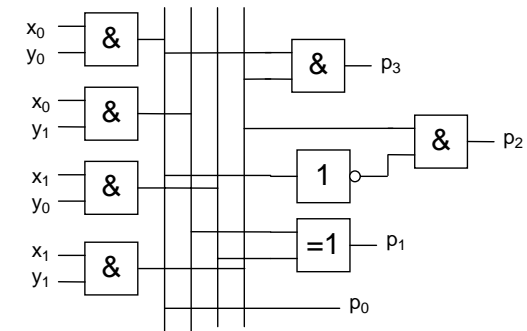 x₀
y₀
&
x₀
y₁
&
x₁
y₀
&
x₁
y₁
&
&
p₃
&
p₂
1
=1
p₁
p₀